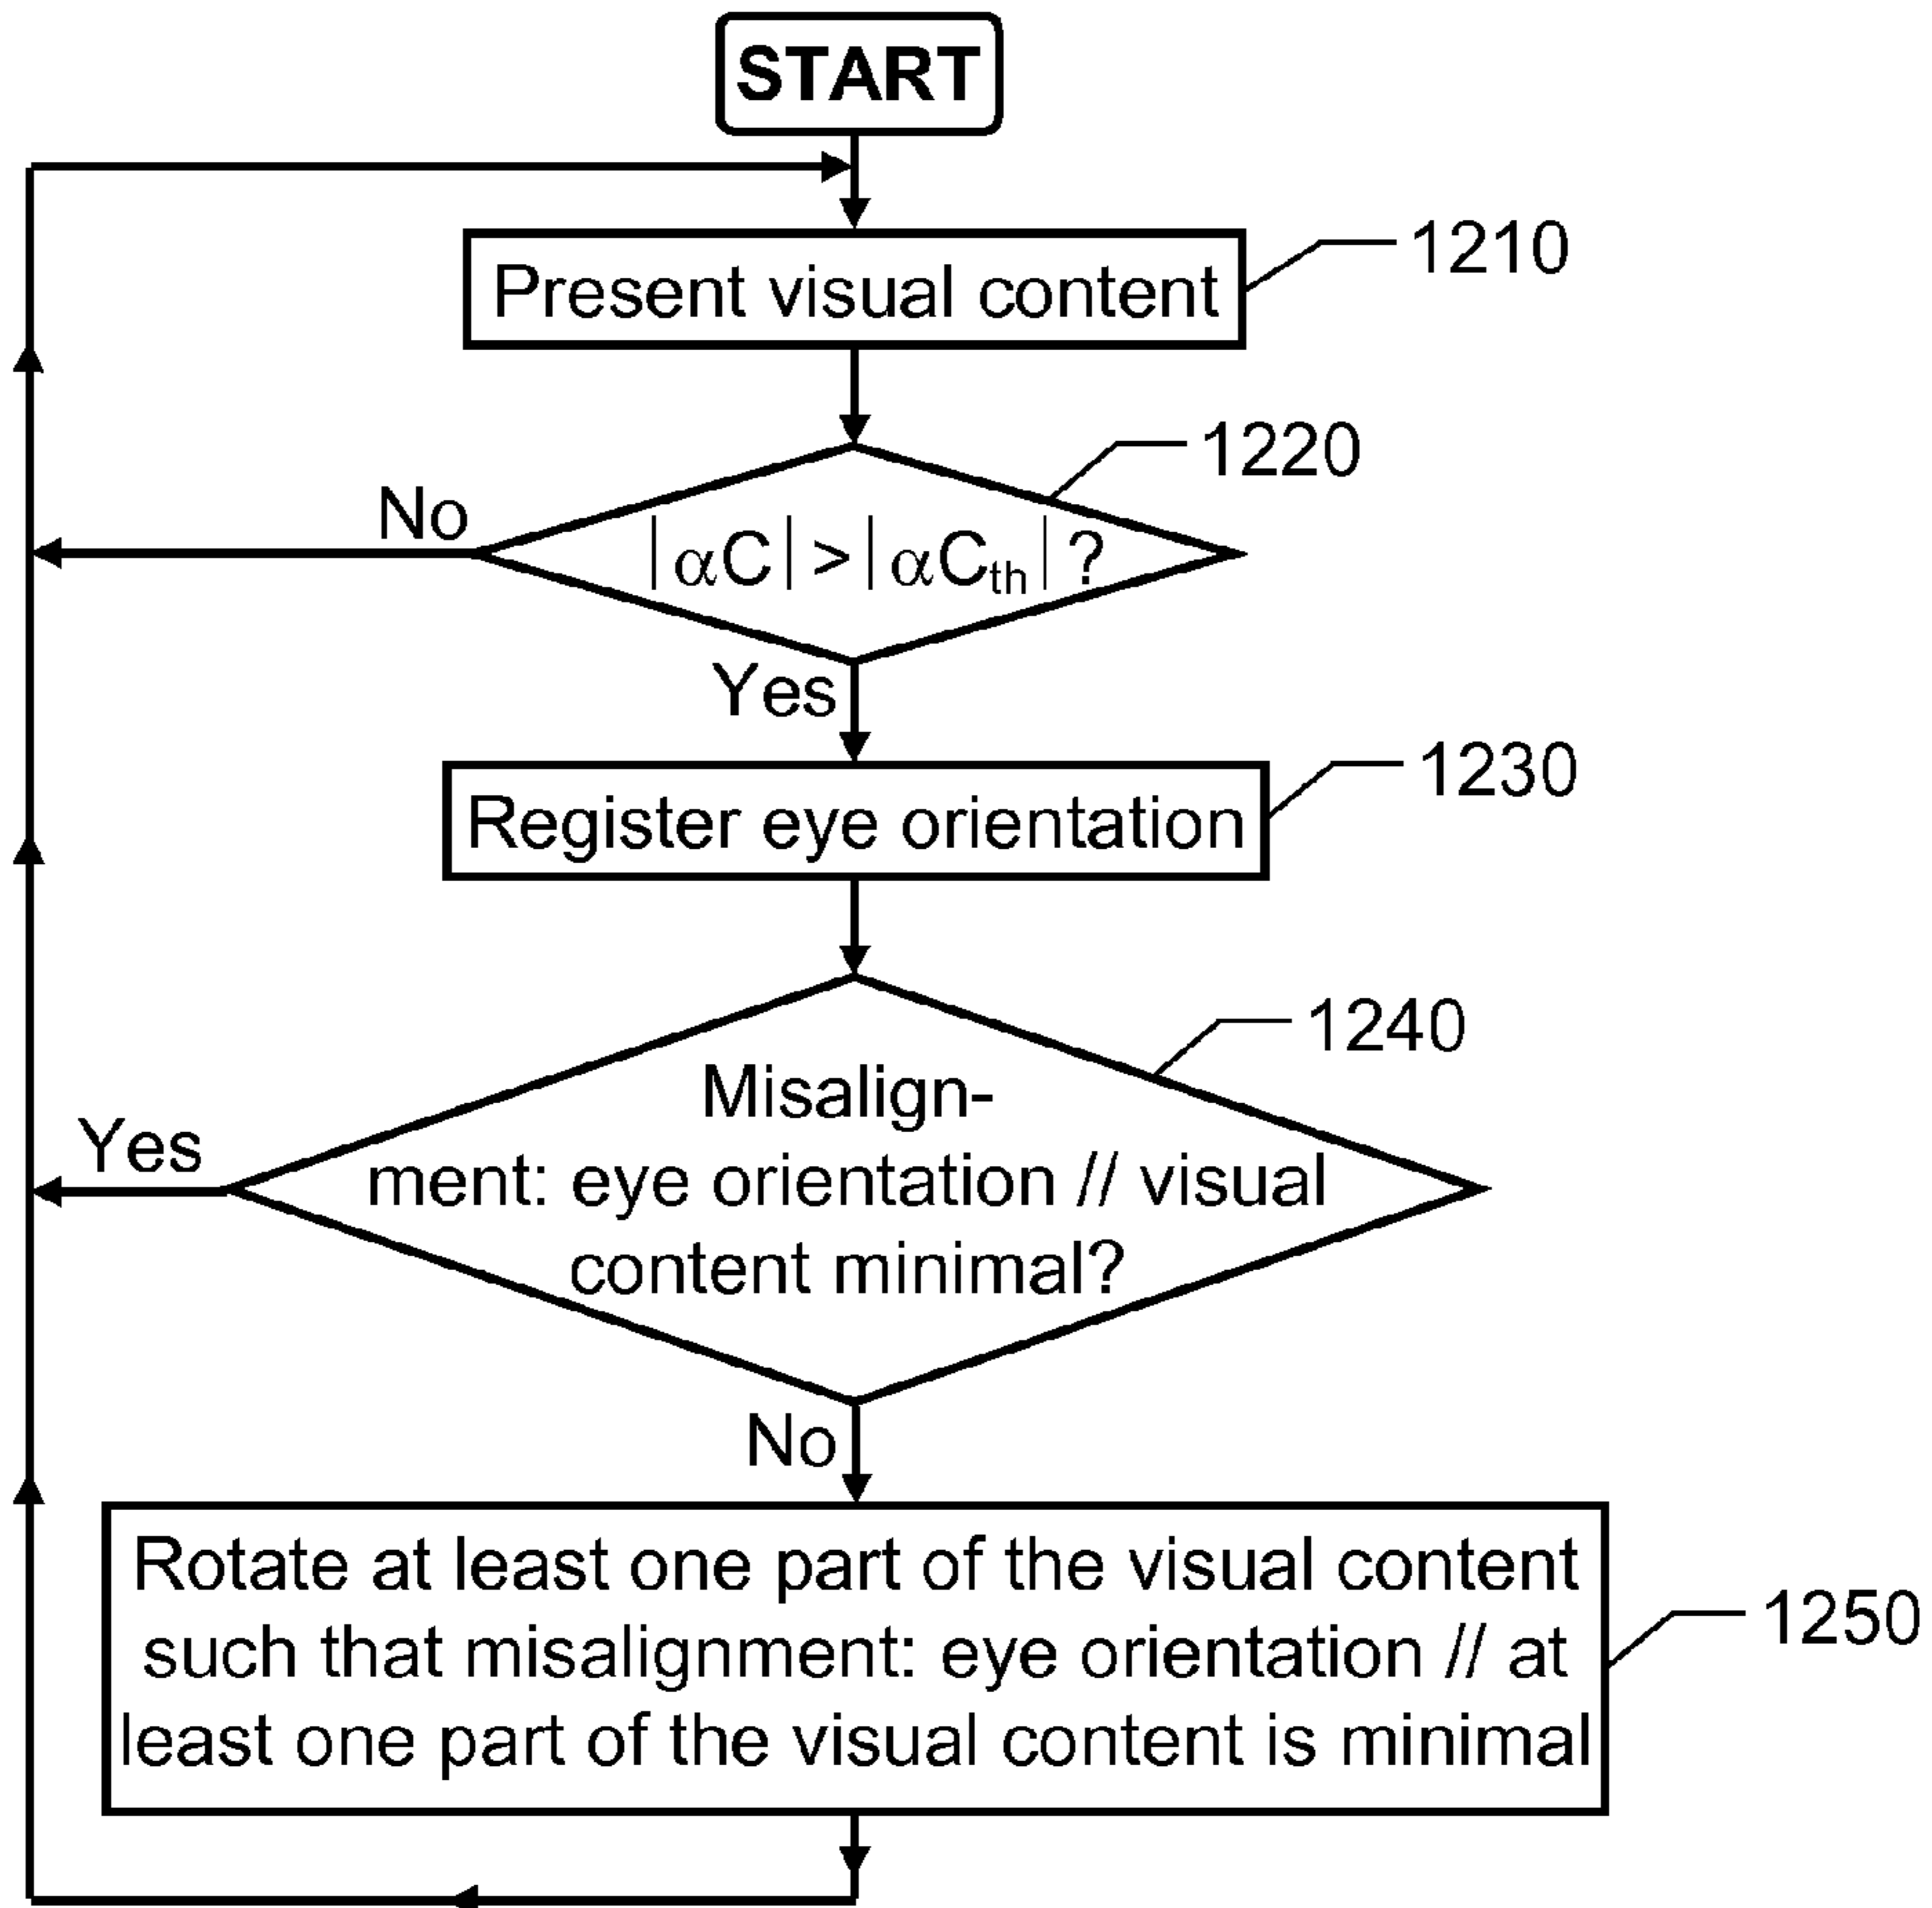 START
Present visual content
1210
1220
No
|αC| > |αCth| ?
Yes
1230
Register eye orientation
1240
Misalign-
Yes
ment: eye orientation // visual
content minimal?
No
Rotate at least one part of the visual content
such that misalignment: eye orientation // at
least one part of the visual content is minimal
1250